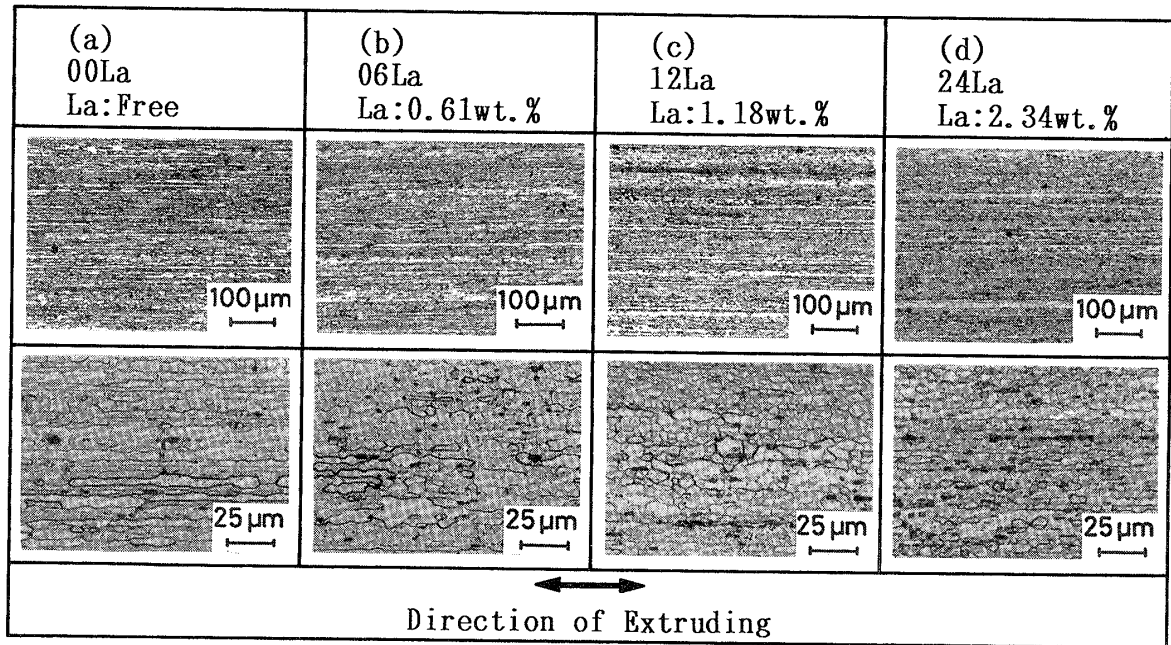 (a)
00La
La:Free
(b)
06La
La:0.61wt.%
(c)
12La
La:1.18wt.%
(d)
24La
La:2.34wt.%
100μm
100μm
100μm
100μm
25μm
25μm
25μm
25μm
Direction of Extruding